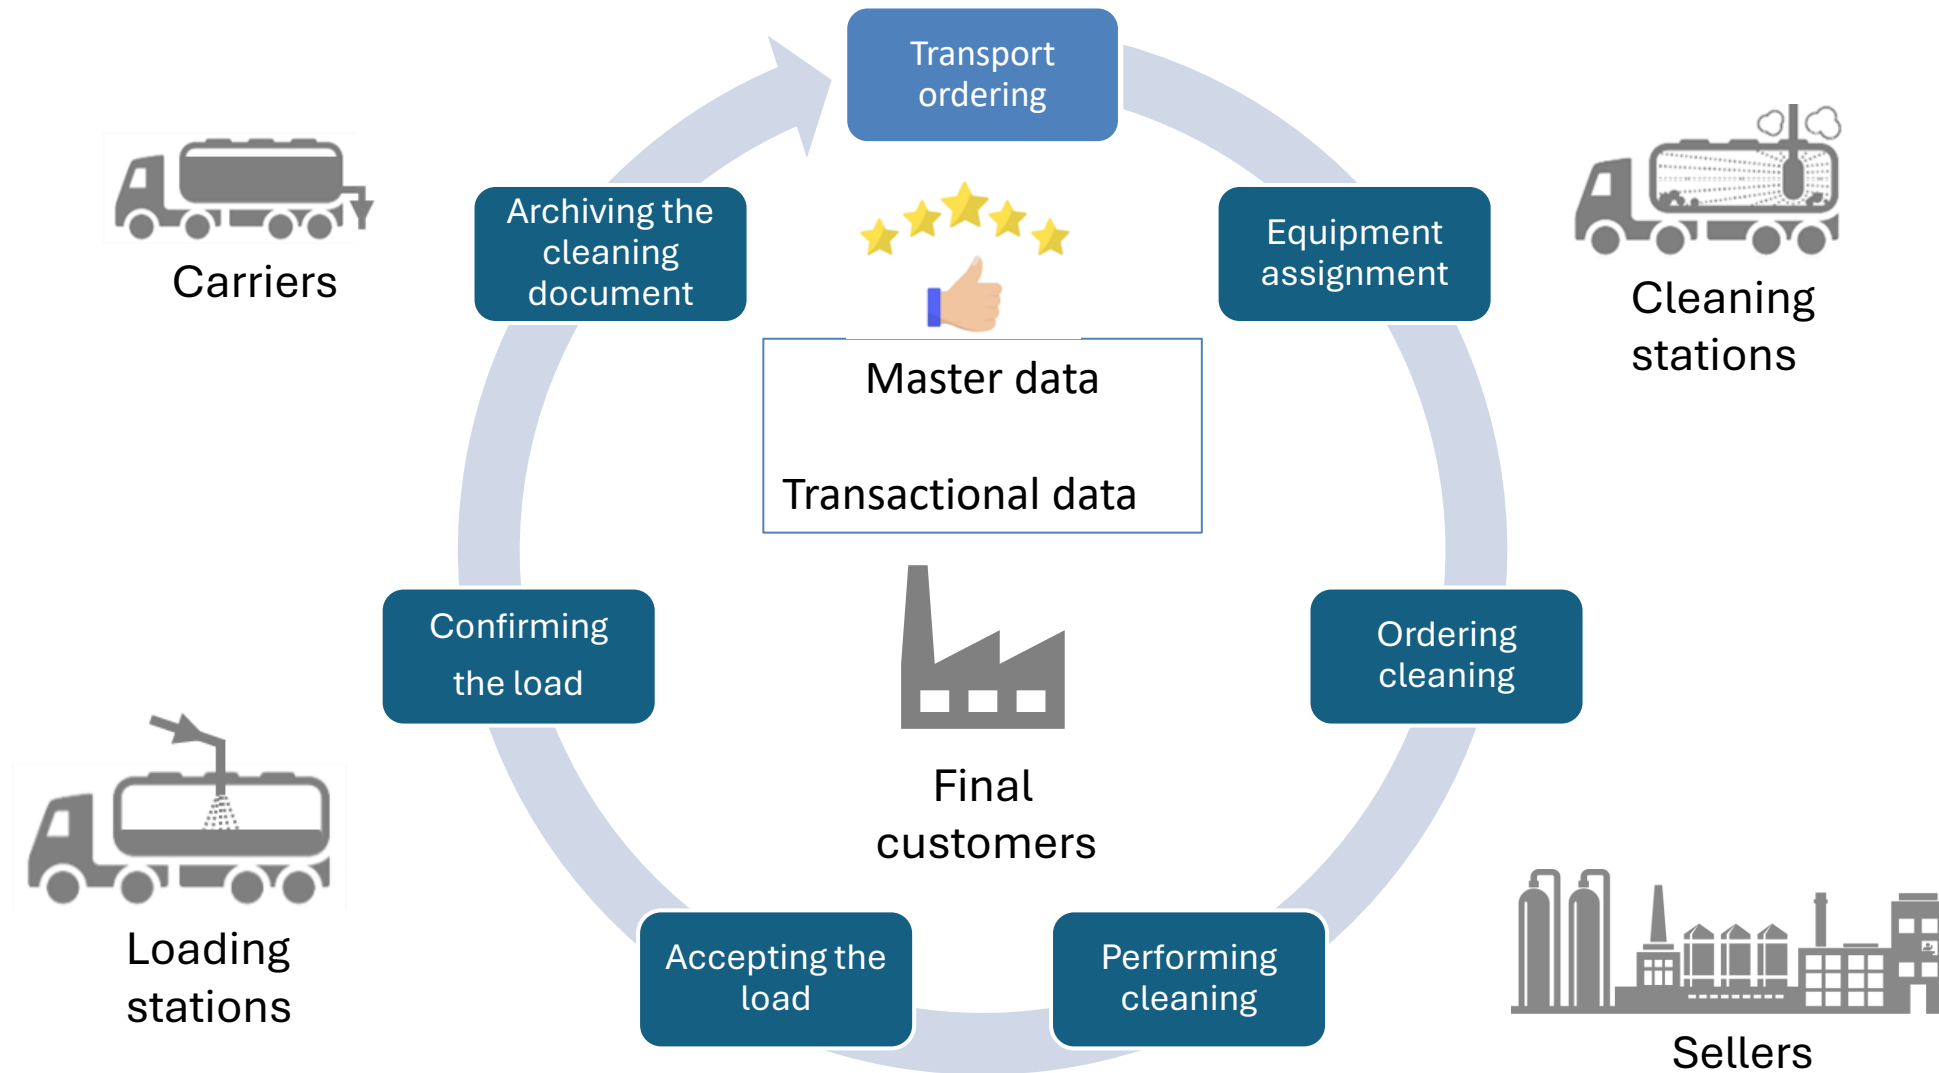 Transport
ordering
Archiving the
cleaning
document
Equipment
assignment
Carriers
Cleaning
stations
Master data
Transactional data
Confirming
the load
Ordering
cleaning
Final
customers
Loading
stations
Accepting the
load
Performing
cleaning
Sellers